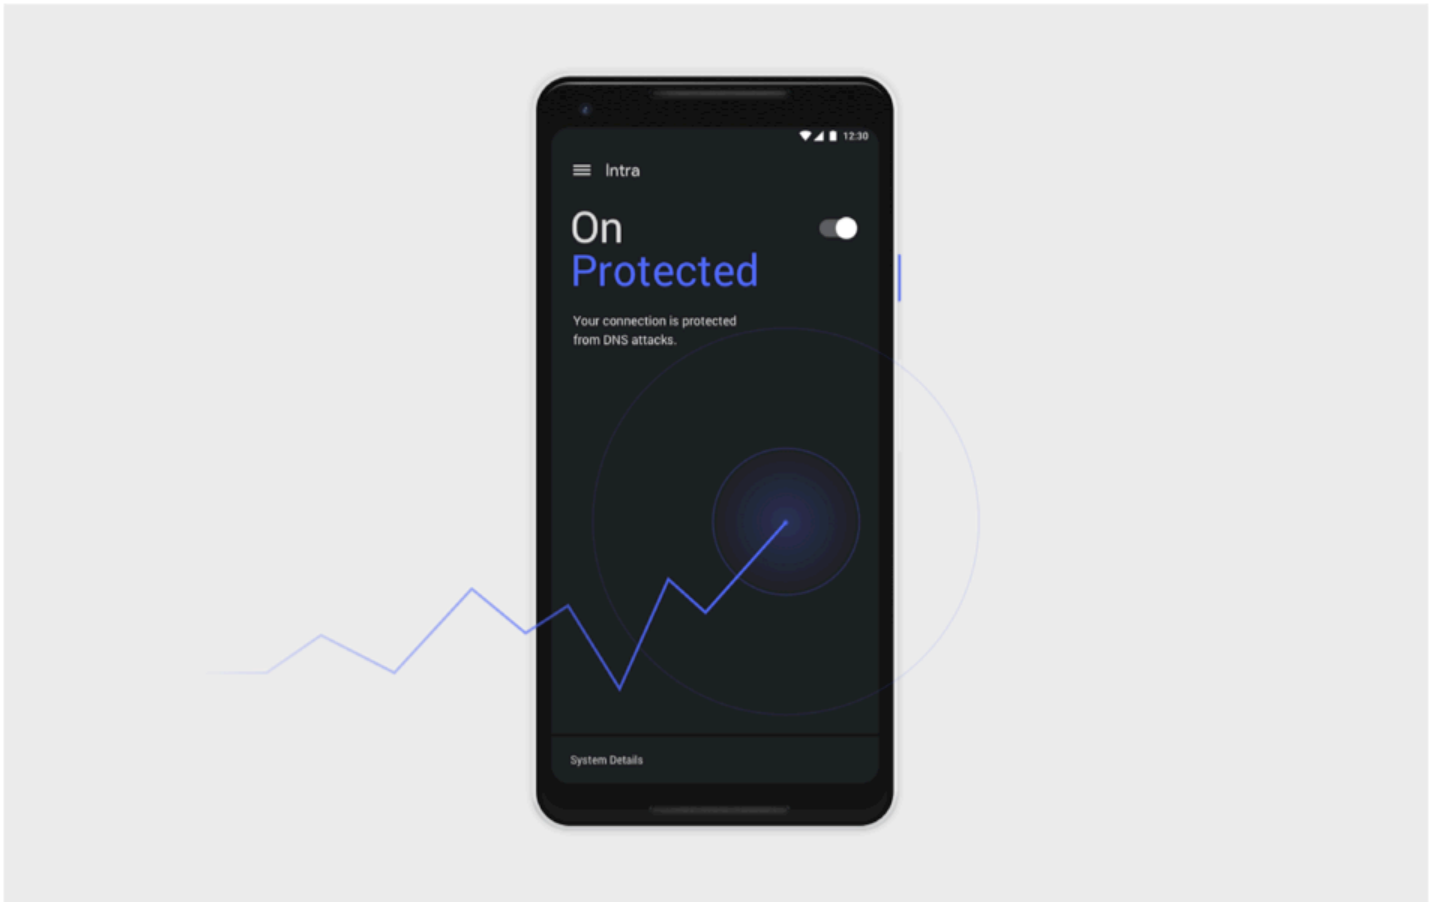 12:30
Intra
On
Protected
Your connection is protected
from DNS attacks.
System Details